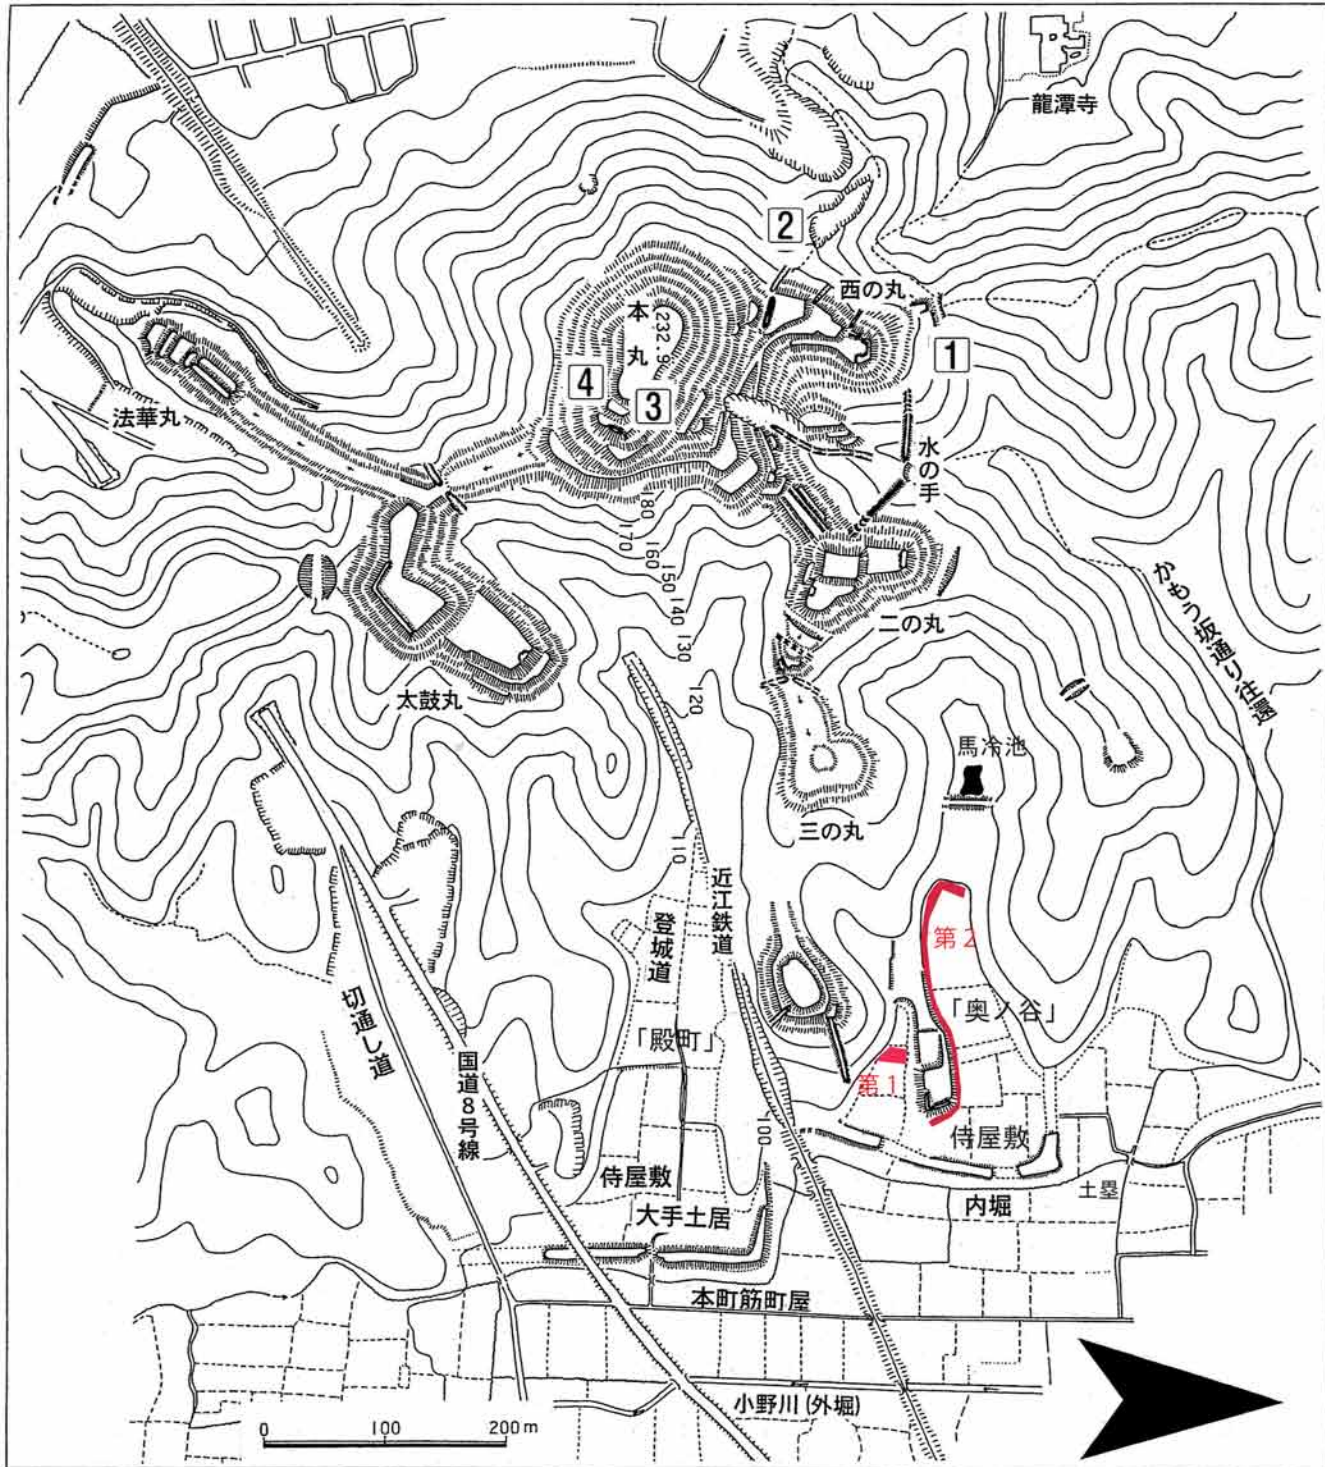 龍潭寺
2
西の丸
本丸
232.9
1
4
3
法華丸
水の手
180
170
160
150
140
130
120
110
100
二の丸
かもう坂通り往還
太鼓丸
馬冷池
三の丸
近江鉄道
登城道
第2
「奥ノ谷」
切通し道
「殿町」
国道8号線
第1
侍屋敷
侍屋敷
大手土居
内堀
土塁
本町筋町屋
小野川(外堀)
0 100 200m